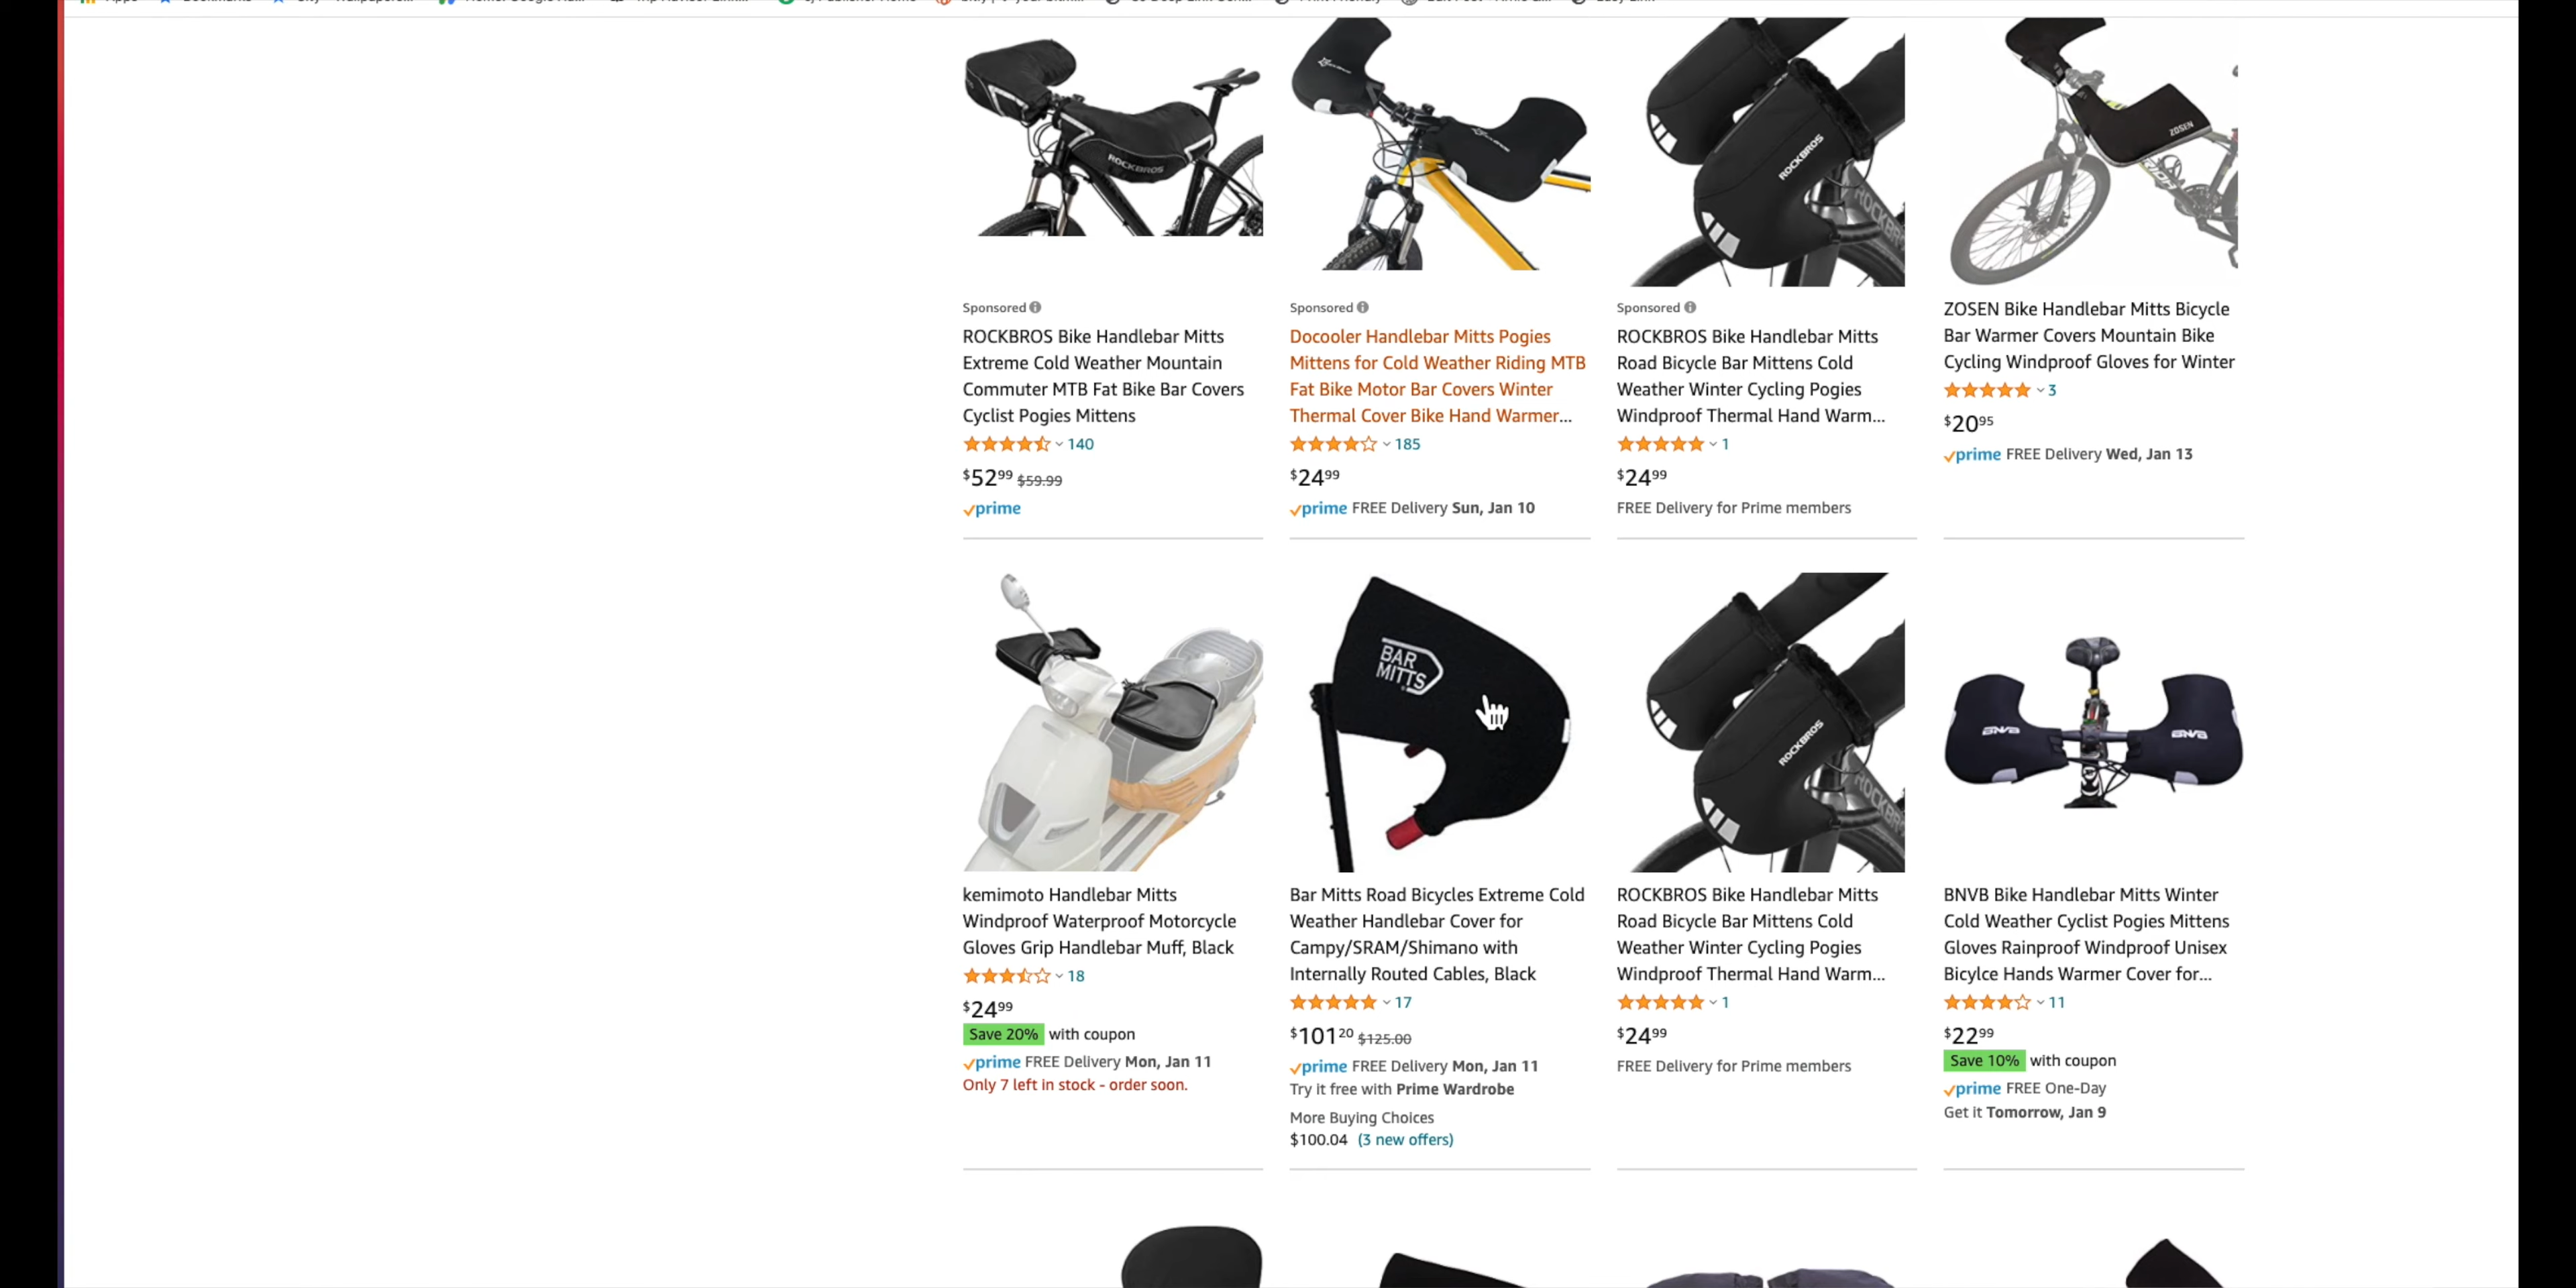 Apps
Bookmarks
ROCKBROS
ROCKBROS
ZOSEN
Sponsored
ROCKBROS Bike Handlebar Mitts
Extreme Cold Weather Mountain
Commuter MTB Fat Bike Bar Covers
Cyclist Pogies Mittens
140
$52.99 $59.99
prime
Sponsored
Docooler Handlebar Mitts Pogies
Mittens for Cold Weather Riding MTB
Fat Bike Motor Bar Covers Winter
Thermal Cover Bike Hand Warmer...
185
$24.99
prime FREE Delivery Sun, Jan 10
Sponsored
ROCKBROS Bike Handlebar Mitts
Road Bicycle Bar Mittens Cold
Weather Winter Cycling Pogies
Windproof Thermal Hand Warm...
1
$24.99
FREE Delivery for Prime members
ZOSEN Bike Handlebar Mitts Bicycle
Bar Warmer Covers Mountain Bike
Cycling Windproof Gloves for Winter
3
$20.95
prime FREE Delivery Wed, Jan 13
BAR
MITTS
ROCKBROS
BNVB
BNVB
kemimoto Handlebar Mitts
Windproof Waterproof Motorcycle
Gloves Grip Handlebar Muff, Black
18
$24.99
Save 20% with coupon
prime FREE Delivery Mon, Jan 11
Only 7 left in stock - order soon.
Bar Mitts Road Bicycles Extreme Cold
Weather Handlebar Cover for
Campy/SRAM/Shimano with
Internally Routed Cables, Black
17
$101.20 $125.00
prime FREE Delivery Mon, Jan 11
Try it free with Prime Wardrobe
More Buying Choices
$100.04 (3 new offers)
ROCKBROS Bike Handlebar Mitts
Road Bicycle Bar Mittens Cold
Weather Winter Cycling Pogies
Windproof Thermal Hand Warm...
1
$24.99
FREE Delivery for Prime members
BNVB Bike Handlebar Mitts Winter
Cold Weather Cyclist Pogies Mittens
Gloves Rainproof Windproof Unisex
Bicylce Hands Warmer Cover for...
11
$22.99
Save 10% with coupon
prime FREE One-Day
Get it Tomorrow, Jan 9